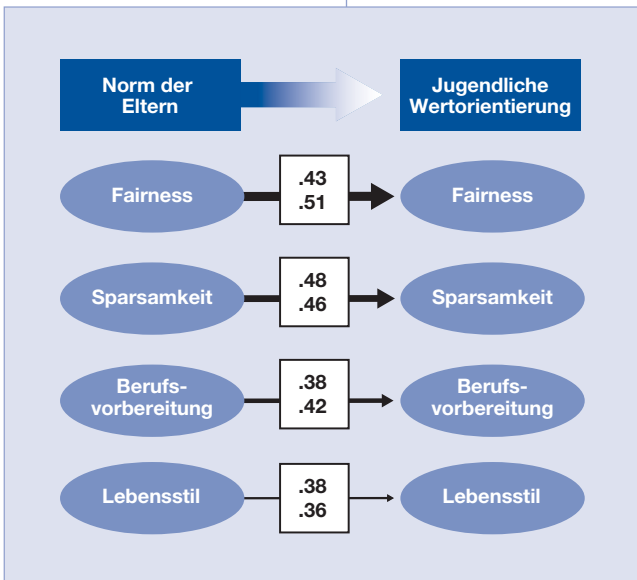 Norm der
Eltern
Jugendliche
Wertorientierung
Fairness
.43
.51
Fairness
Sparsamkeit
.48
.46
Sparsamkeit
Berufs-
vorbereitung
.38
.42
Berufs-
vorbereitung
Lebensstil
.38
.36
Lebensstil